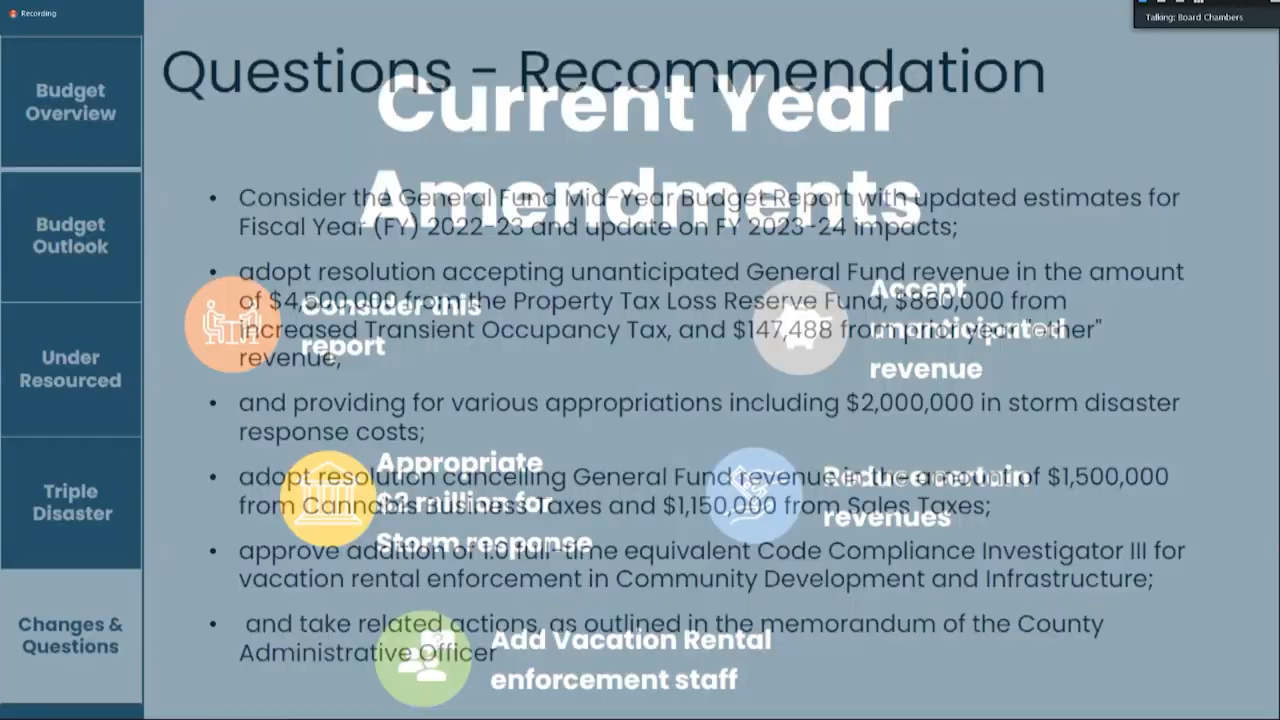 Recording
Talking: Board Chambers
Budget
Overview
Budget
Outlook
Under
Resourced
Triple
Disaster
Changes &
Questions
Questions - Recommendation
Current Year
Amendments
• Consider the General Fund Mid-Year Budget Report with updated estimates for
Fiscal Year (FY) 2022-23 and update on FY 2023-24 impacts;
• adopt resolution accepting unanticipated General Fund revenue in the amount
of $4,500,000 from the Property Tax Loss Reserve Fund, $860,000 from
increased Transient Occupancy Tax, and $147,488 from prior year "other"
revenue,
• and providing for various appropriations including $2,000,000 in storm disaster
response costs;
• adopt resolution cancelling General Fund revenue in the amount of $1,500,000
from Cannabis Business Taxes and $1,150,000 from Sales Taxes;
• approve addition of 1.0 full-time equivalent Code Compliance Investigator III for
vacation rental enforcement in Community Development and Infrastructure;
• and take related actions, as outlined in the memorandum of the County
Administrative Officer
Consider this
report
Accept
unanticipated
revenue
Appropriate
$2 million for
Storm response
Reduce certain
revenues
Add Vacation Rental
enforcement staff